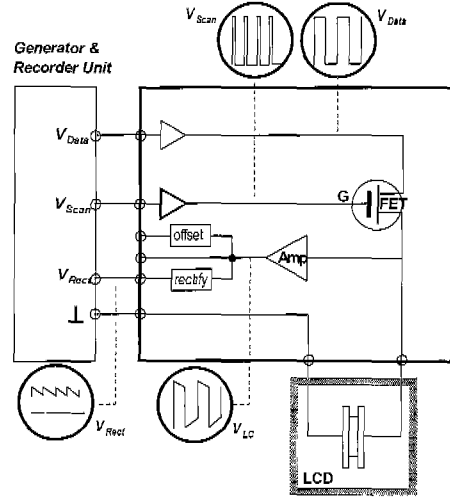 V_Scan
V_Data
Generator &
Recorder Unit
V_Data
V_Scan
G
FET
offset
Amp
V_Rect
rectify
⊥
V_Rect
V_LC
LCD